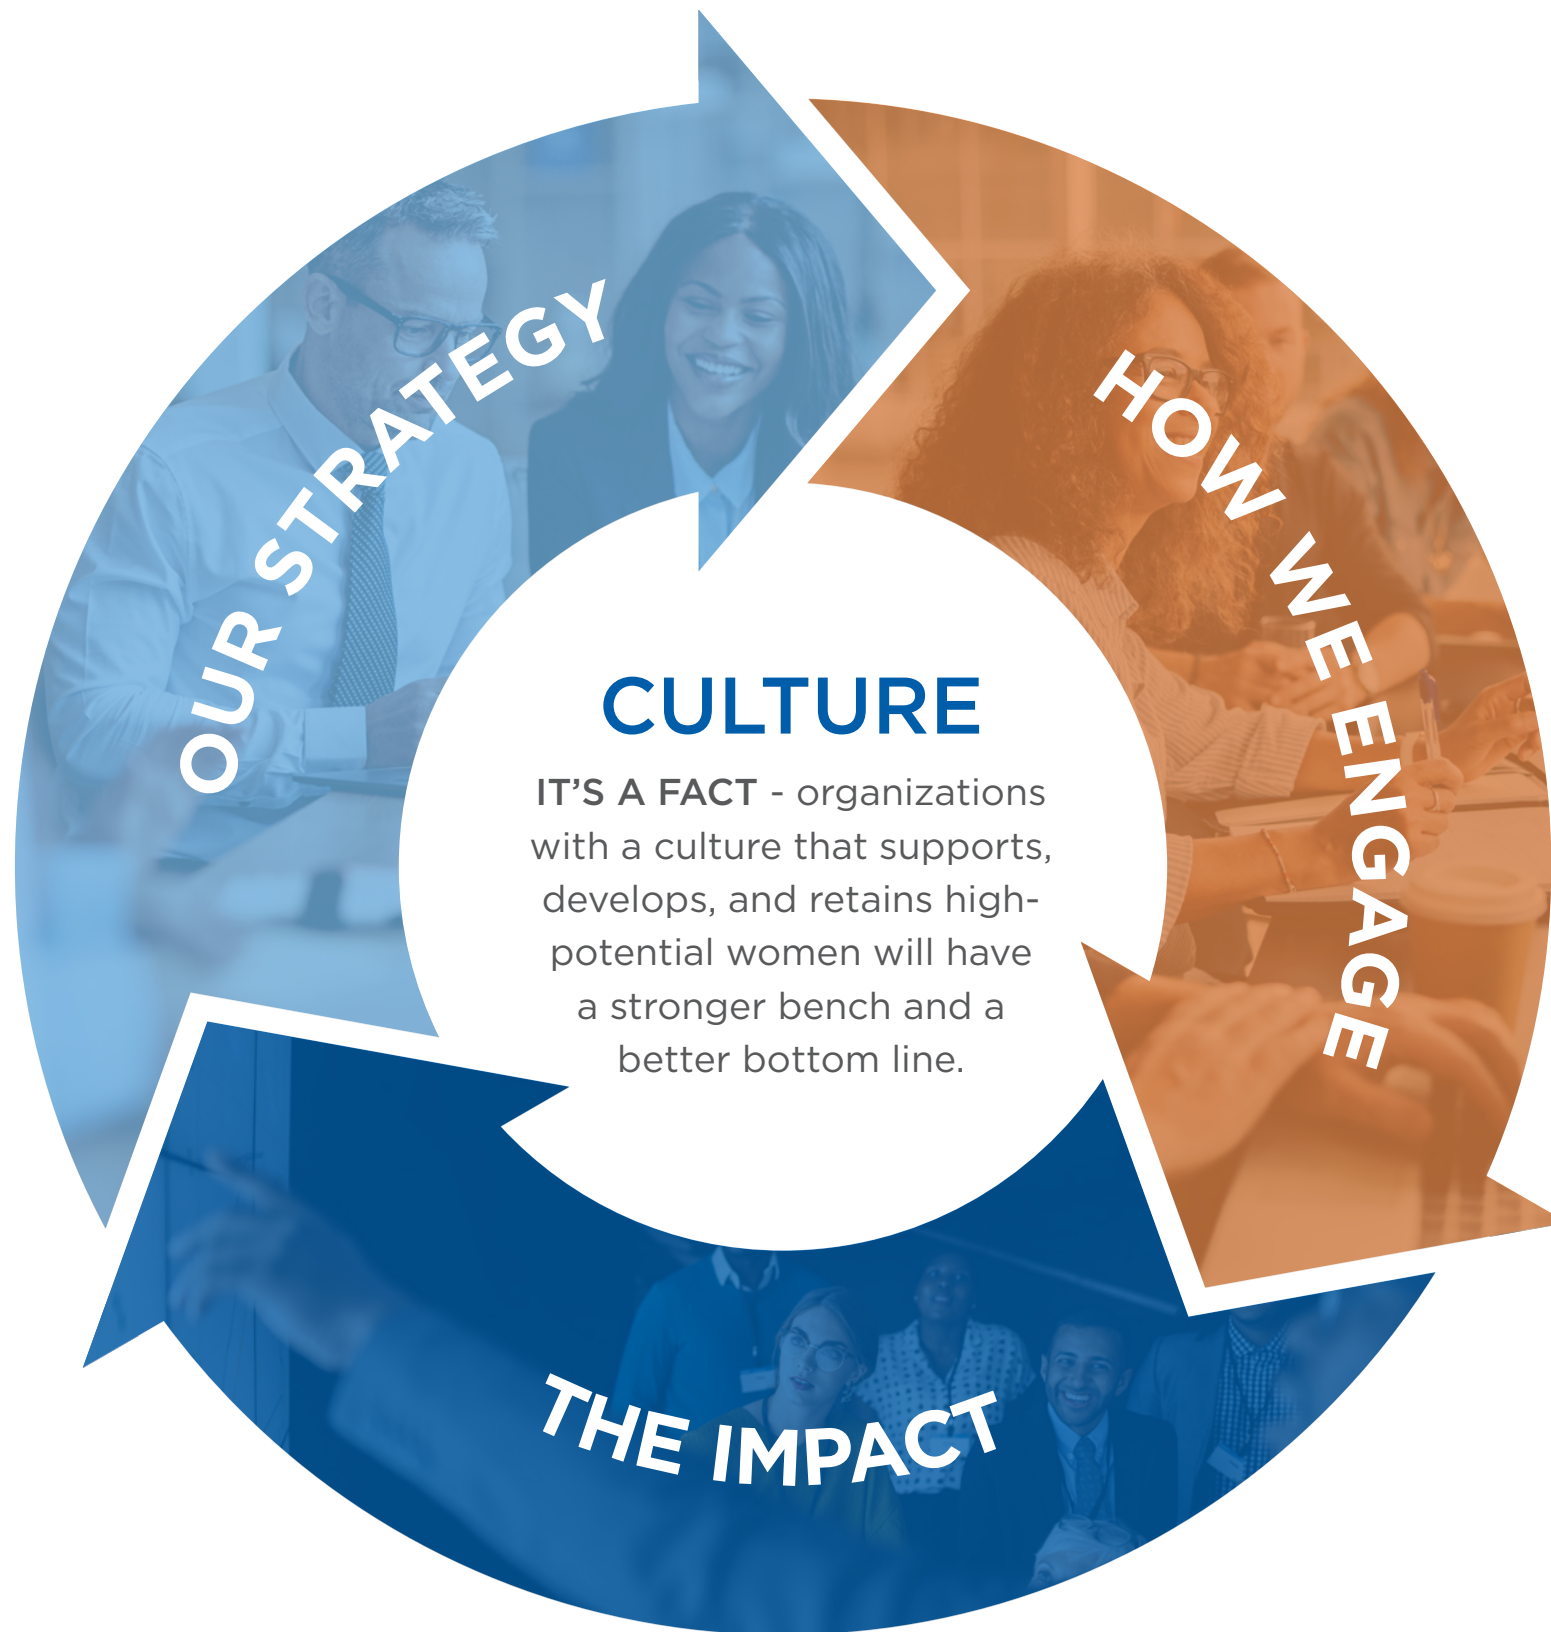 OUR STRATEGY
HOW WE ENGAGE
CULTURE
IT’S A FACT - organizations
with a culture that supports,
develops, and retains high-
potential women will have
a stronger bench and a
better bottom line.
THE IMPACT